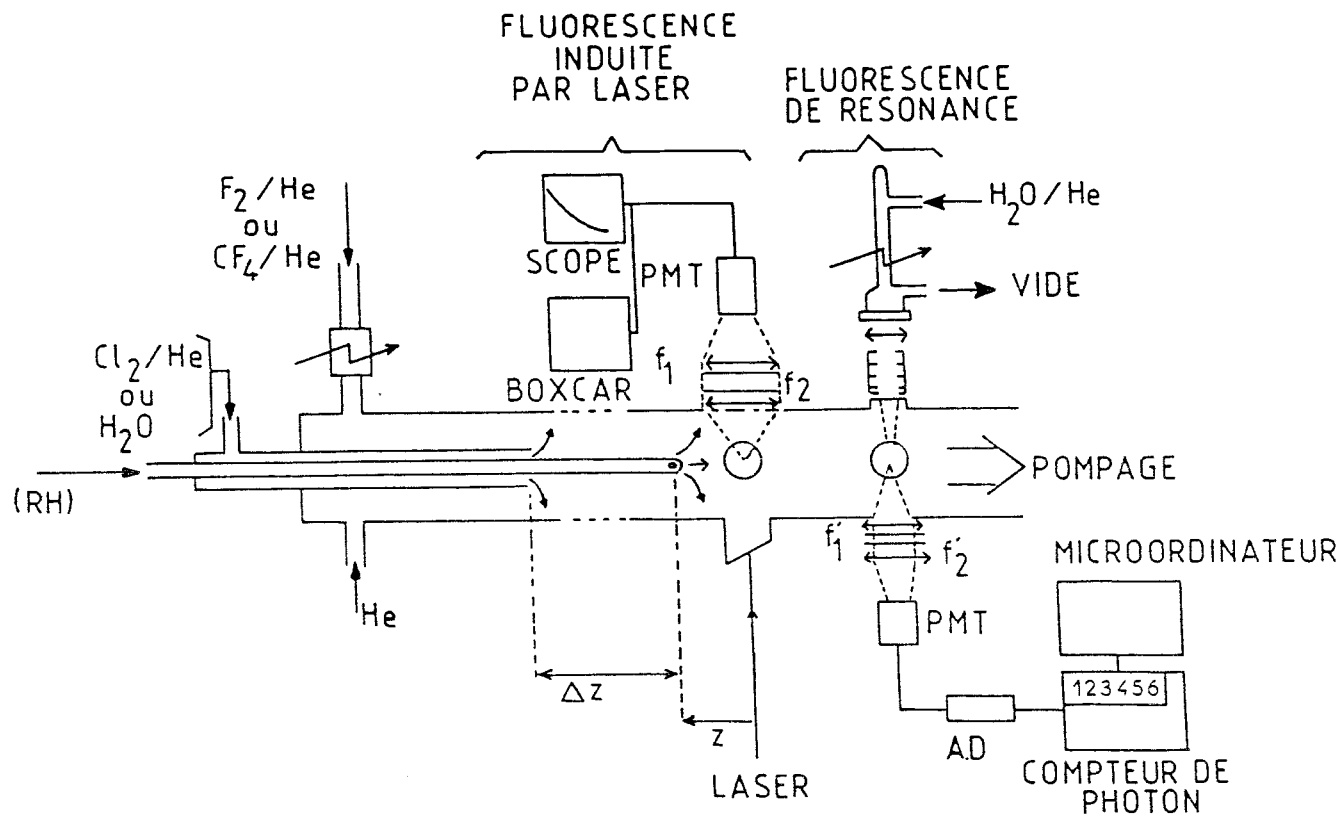 FLUORESCENCE
INDUITE
PAR LASER
FLUORESCENCE
DE RESONANCE
F2/He
ou
CF4/He
H2O/He
SCOPE
PMT
VIDE
Cl2/He
ou
H2O
BOXCAR
f1
f2
(RH)
POMPAGE
He
f'1
f'2
MICROORDINATEUR
PMT
Δz
123456
z
A.D
LASER
COMPTEUR DE
PHOTON